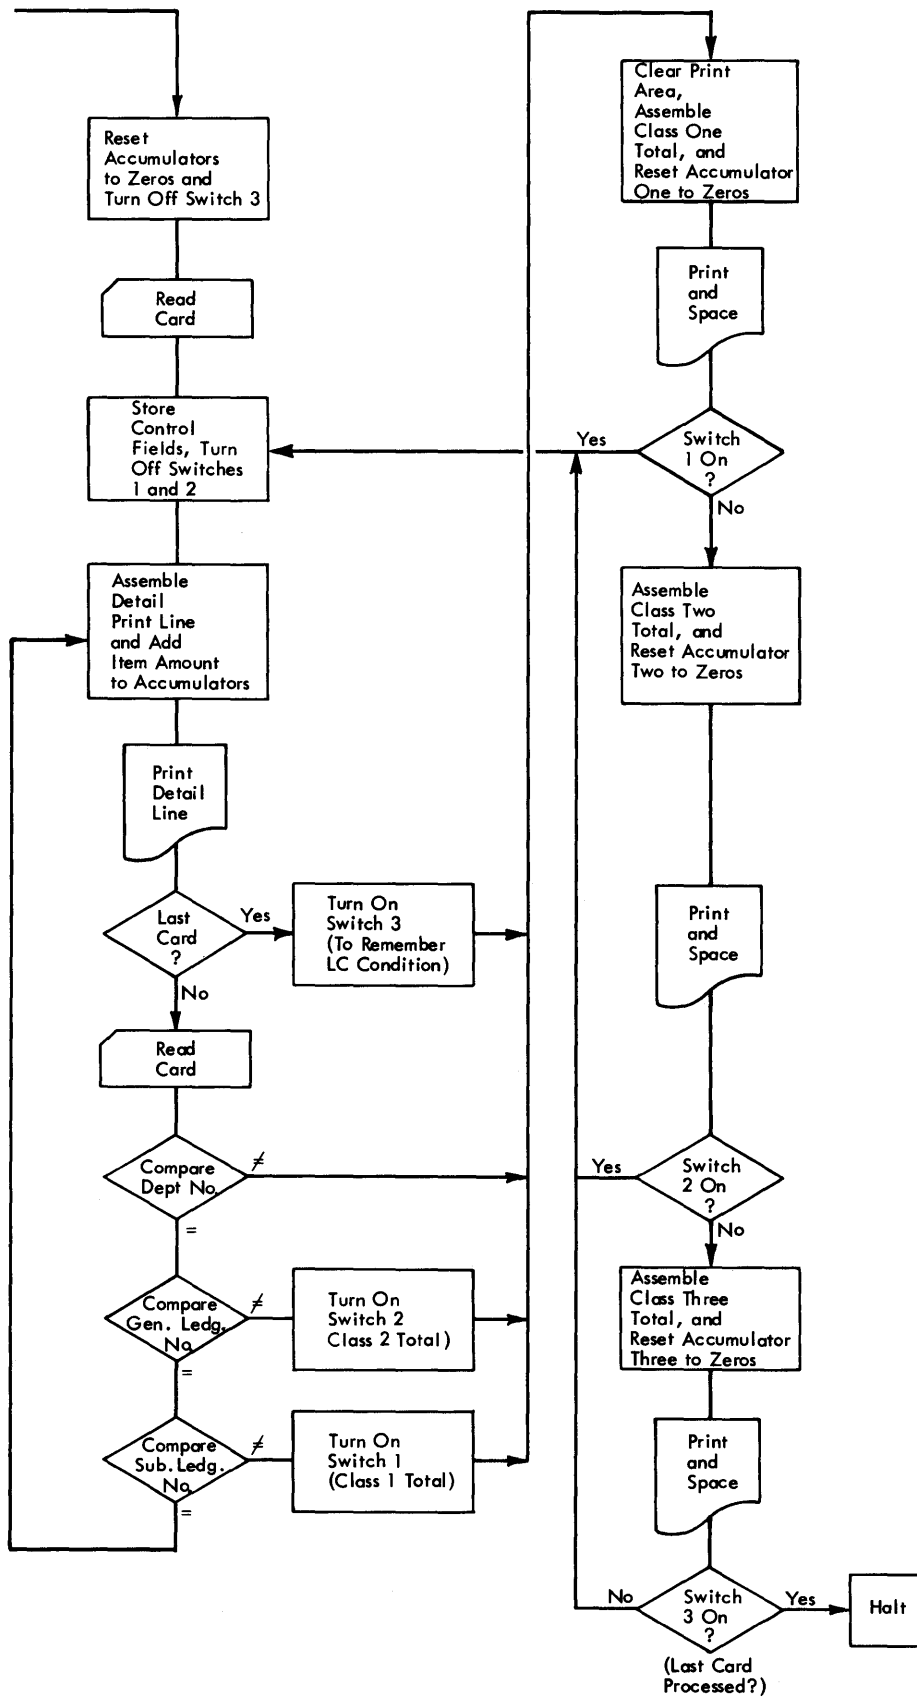 Reset
Accumulators
to Zeros and
Turn Off Switch 3
Read
Card
Store
Control
Fields, Turn
Off Switches
1 and 2
Assemble
Detail
Print Line
and Add
Item Amount
to Accumulators
Print
Detail
Line
Last
Card
?
Yes
No
Turn On
Switch 3
(To Remember
LC Condition)
Read
Card
Compare
Dept No.
≠
=
Compare
Gen. Ledg.
No.
≠
=
Turn On
Switch 2
Class 2 Total)
Compare
Sub. Ledg.
No.
≠
=
Turn On
Switch 1
(Class 1 Total)
Clear Print
Area,
Assemble
Class One
Total, and
Reset Accumulator
One to Zeros
Print
and
Space
Switch
1 On
?
Yes
No
Assemble
Class Two
Total, and
Reset Accumulator
Two to Zeros
Print
and
Space
Switch
2 On
?
Yes
No
Assemble
Class Three
Total, and
Reset Accumulator
Three to Zeros
Print
and
Space
Switch
3 On
?
No
Yes
(Last Card
Processed?)
Halt